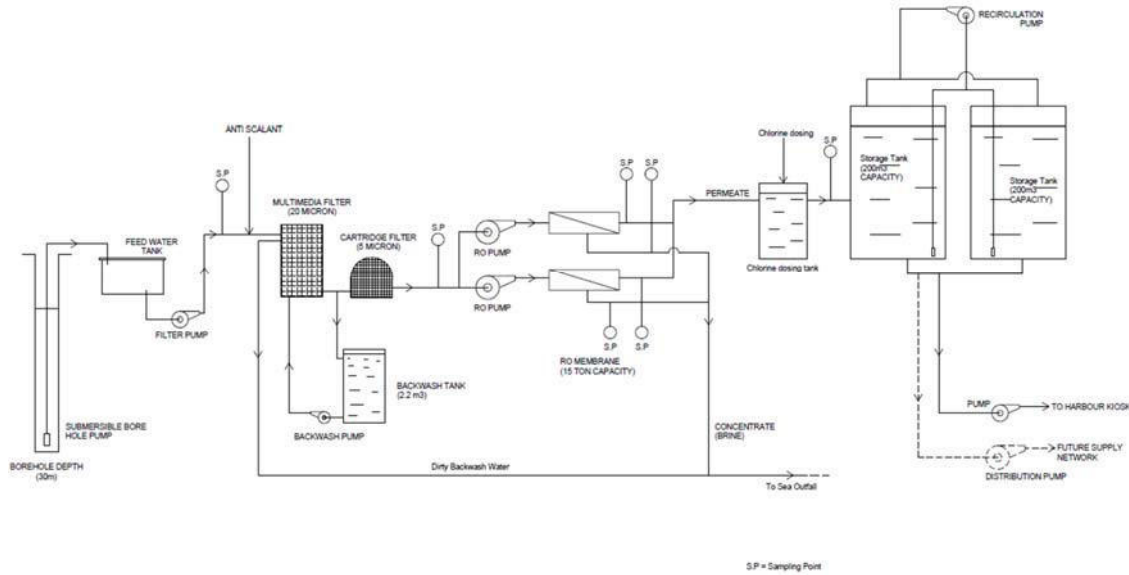 RECIRCULATION
PUMP
ANTI SCALANT
S.P
MULTIMEDIA FILTER
(20 MICRON)
FEED WATER
TANK
CARTRIDGE FILTER
(5 MICRON)
S.P
FILTER PUMP
RO PUMP
RO PUMP
S.P
S.P
S.P
S.P
RO MEMBRANE
(15 TON CAPACITY)
PERMEATE
Chlorine dosing
S.P
Chlorine dosing tank
Storage Tank
(200m3
CAPACITY)
Storage Tank
(200m3
CAPACITY)
BACKWASH TANK
(2.2 m3)
BACKWASH PUMP
SUBMERSIBLE BORE
HOLE PUMP
BOREHOLE DEPTH
(30m)
CONCENTRATE
(BRINE)
Dirty Backwash Water
To Sea Outfall
PUMP
TO HARBOUR KIOSK
FUTURE SUPPLY
NETWORK
DISTRIBUTION PUMP
S.P = Sampling Point